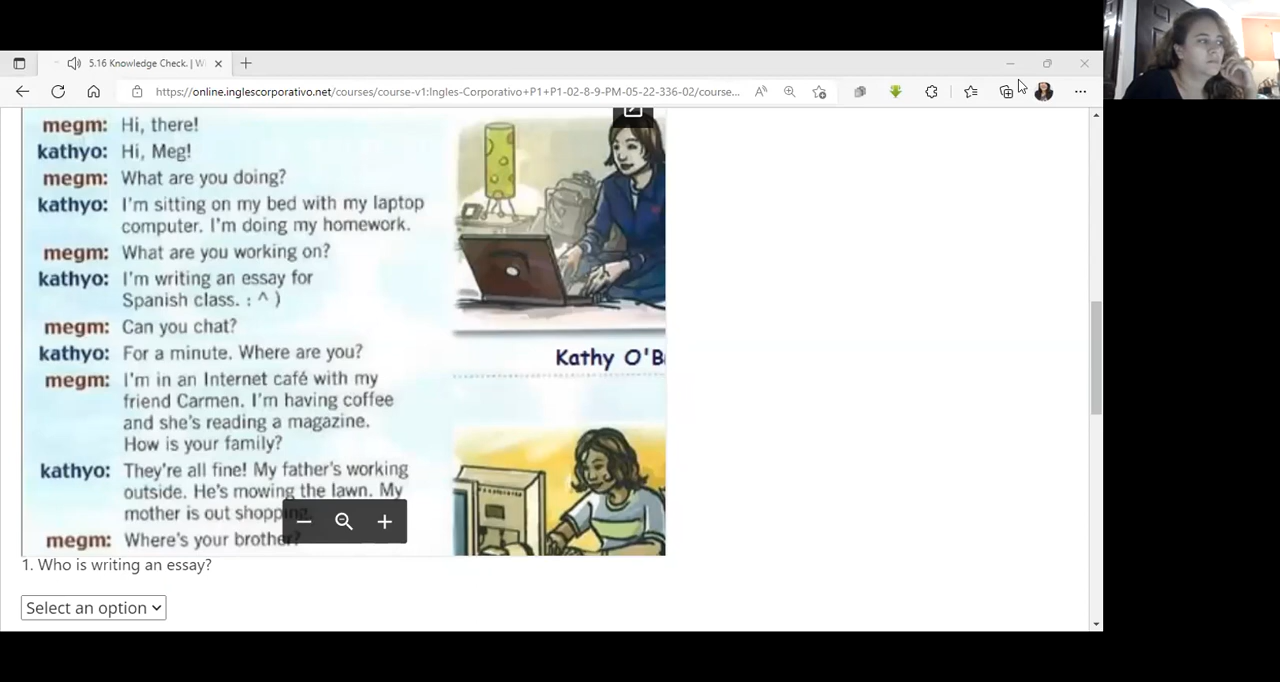 5.16 Knowledge Check. | W
https://online.inglescorporativo.net/courses/course-v1:Ingles-Corporativo+P1+P1-02-8-9-PM-05-22-336-02/course...
megm: Hi, there!
kathyo: Hi, Meg!
megm: What are you doing?
kathyo: I'm sitting on my bed with my laptop
computer. I'm doing my homework.
megm: What are you working on?
kathyo: I'm writing an essay for
Spanish class. : ^ )
megm: Can you chat?
kathyo: For a minute. Where are you?
megm: I'm in an Internet café with my
friend Carmen. I'm having coffee
and she's reading a magazine.
How is your family?
kathyo: They're all fine! My father's working
outside. He's mowing the lawn. My
mother is out shopping.
megm: Where's your brother?
Kathy O'B
1. Who is writing an essay?
Select an option